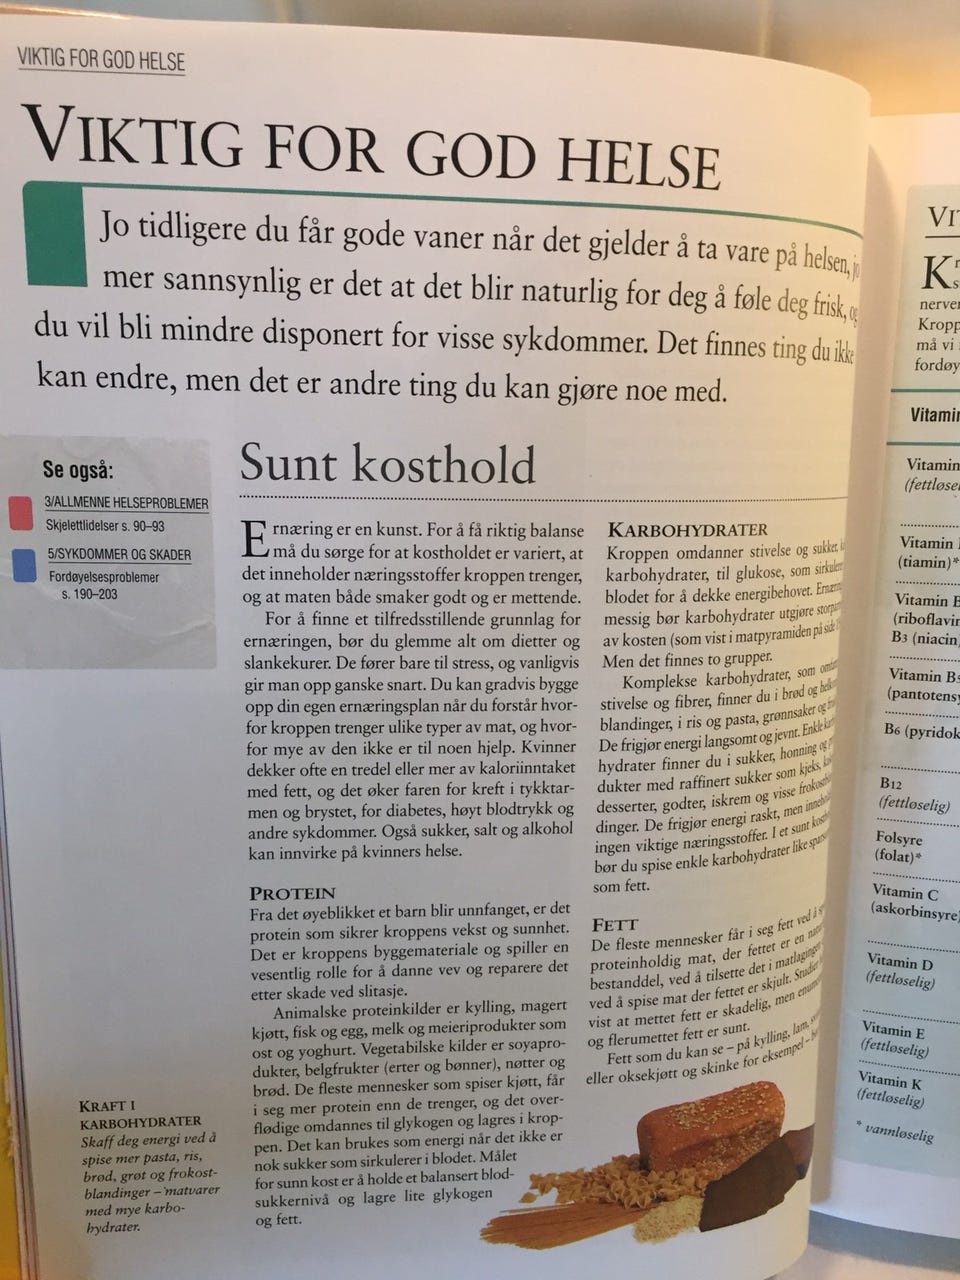 VIKTIG FOR GOD HELSE
VIKTIG FOR GOD HELSE
Jo tidligere du får gode vaner når det gjelder å ta vare på helsen,
mer sannsynlig er det at det blir naturlig for deg å føle deg frisk, og
du vil bli mindre disponert for visse sykdommer. Det finnes ting du ikke
kan endre, men det er andre ting du kan gjøre noe med.
Se også:
3/ALLMENNE HELSEPROBLEMER
Skjelettlidelser s. 90–93
5/SYKDOMMER OG SKADER
Fordøyelsesproblemer
s. 190–203
Sunt kosthold
Ernæring er en kunst. For å få riktig balanse
må du sørge for at kostholdet er variert, at
det inneholder næringsstoffer kroppen trenger,
og at maten både smaker godt og er mettende.
For å finne et tilfredsstillende grunnlag for
ernæringen, bør du glemme alt om dietter og
slankekurer. De fører bare til stress, og vanligvis
gir man opp ganske snart. Du kan gradvis bygge
opp din egen ernæringsplan når du forstår hvor-
for kroppen trenger ulike typer av mat, og hvor-
for mye av den ikke er til noen hjelp. Kvinner
dekker ofte en tredel eller mer av kaloriinntaket
med fett, og det øker faren for kreft i tykktar-
men og brystet, for diabetes, høyt blodtrykk og
andre sykdommer. Også sukker, salt og alkohol
kan innvirke på kvinners helse.
PROTEIN
Fra det øyeblikket et barn blir unnfanget, er det
protein som sikrer kroppens vekst og sunnhet.
Det er kroppens byggemateriale og spiller en
vesentlig rolle for å danne vev og reparere det
etter skade ved slitasje.
Animalske proteinkilder er kylling, magert
kjøtt, fisk og egg, melk og meieriprodukter som
ost og yoghurt. Vegetabilske kilder er soyapro-
dukter, belgfrukter (erter og bønner), nøtter og
brød. De fleste mennesker som spiser kjøtt, får
i seg mer protein enn de trenger, og det over-
flødige omdannes til glykogen og lagres i krop-
pen. Det kan brukes som energi når det ikke er
nok sukker som sirkulerer i blodet. Målet
for sunn kost er å holde et balansert blod-
sukkernivå og lagre lite glykogen
og fett.
KARBOHYDRATER
Kroppen omdanner stivelse og sukker,
karbohydrater, til glukose, som
blodet for å dekke energibehovet.
messig bør karbohydrater utgjøre
av kosten (som vist i matpyramiden på side
Men det finnes to grupper.
Komplekse karbohydrater, som
stivelse og fibrer, finner du i brød og
blandinger, i ris og pasta, grønnsaker og
De frigjør energi langsomt og jevnt. Enkle
hydrater finner du i sukker, honning og
dukter med raffinert sukker som kjeks,
desserter, godter, iskrem og visse
dinger. De frigjør energi raskt, men
ingen viktige næringsstoffer. I et sunt
bør du spise enkle karbohydrater like
som fett.
FETT
De fleste mennesker får i seg fett ved å
proteinholdig mat, der fettet er en
bestanddel, ved å tilsette det i matlagingen
ved å spise mat der fettet er skjult.
vist at mettet fett er skadelig, men
og flerumettet fett er sunt.
Fett som du kan se – på kylling, lam,
eller oksekjøtt og skinke for eksempel –
KRAFT I
KARBOHYDRATER
Skaff deg energi ved å
spise mer pasta, ris,
brød, grøt og frokost-
blandinger – matvarer
med mye karbo-
hydrater.
nerver
Kropp
må vi
fordøy
Vitamin
Vitamin
Vitamin
(tiamin)*
Vitamin
(riboflavin
B3 (niacin)
Vitamin B5
(pantotensy
B6 (pyridok
B12
(fettløselig)
Folsyre
(folat)*
Vitamin C
(askorbinsyre)
Vitamin D
(fettløselig)
Vitamin E
(fettløselig)
Vitamin K
(fettløselig)
* vannløselig